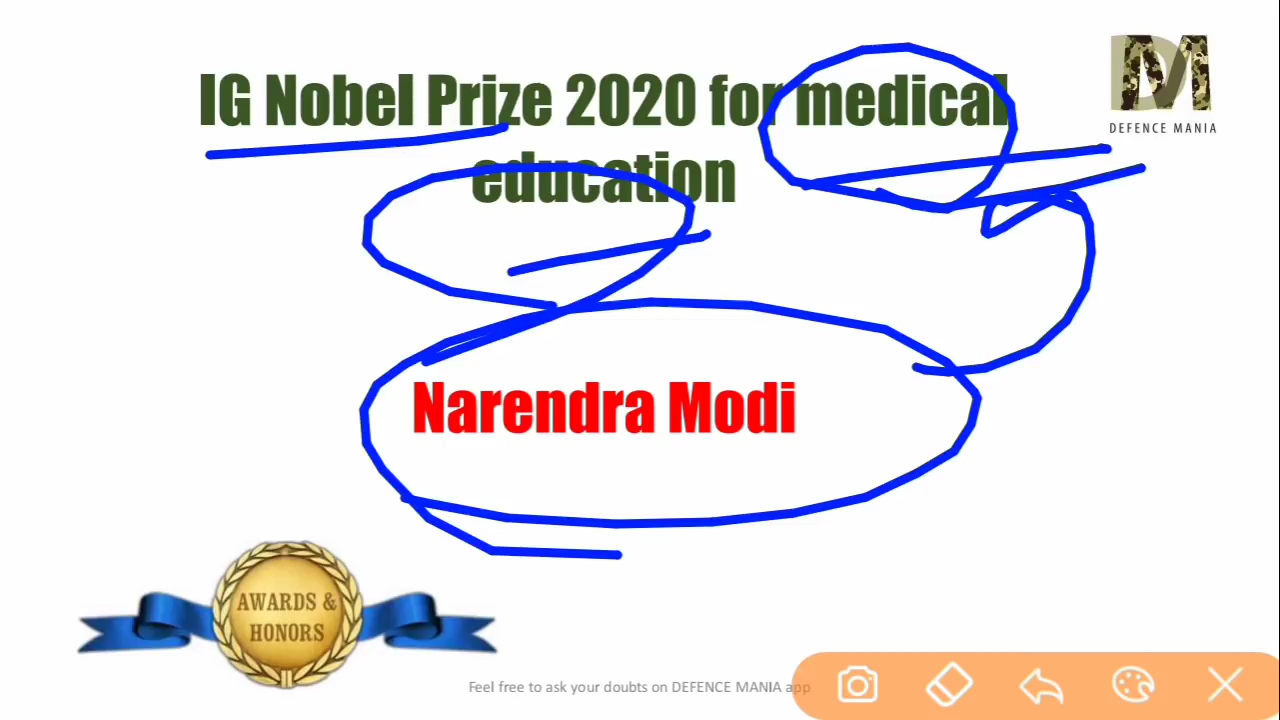 IG Nobel Prize 2020 for medical
education
DEFENCE MANIA
Narendra Modi
AWARDS &
HONORS
Feel free to ask your doubts on DEFENCE MANIA app